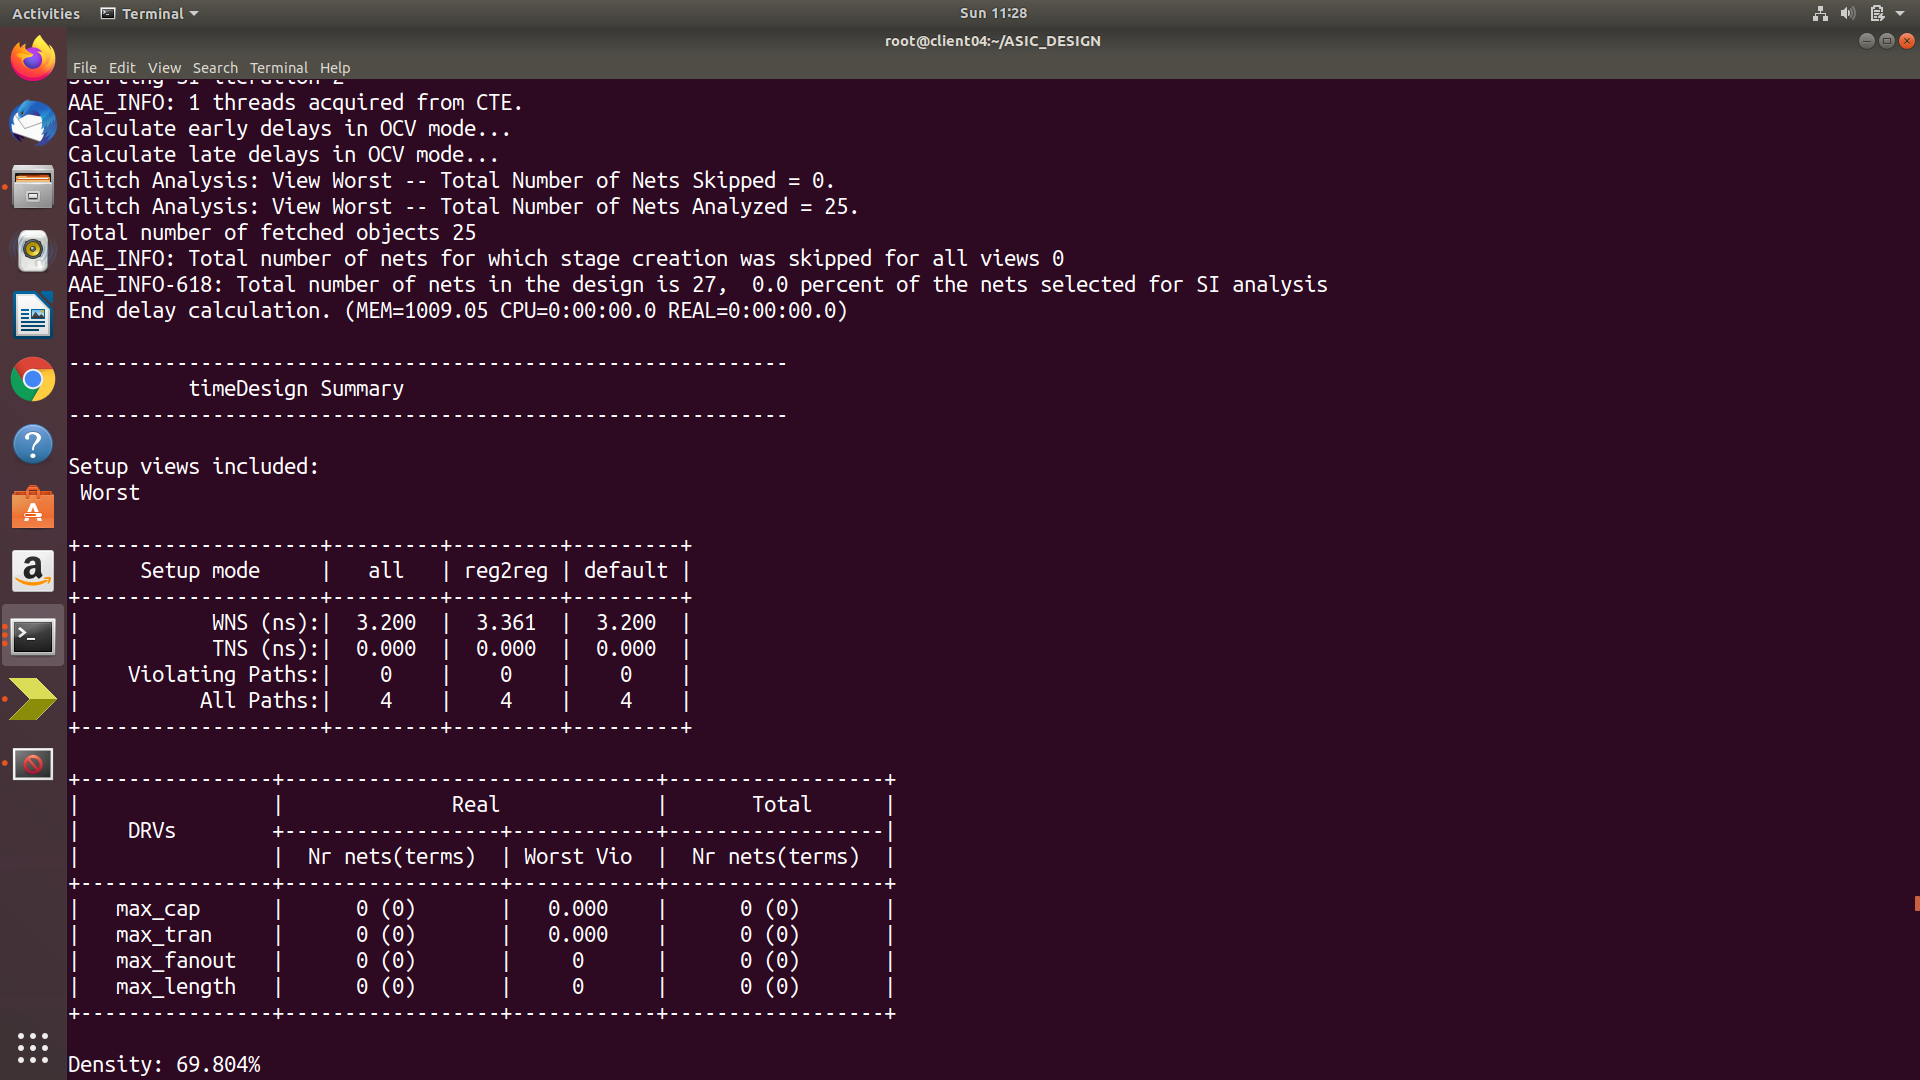 Activities Terminal Sun 11:28
root@client04:~/ASIC_DESIGN
File Edit View Search Terminal Help
Starting SI iteration 2
AAE_INFO: 1 threads acquired from CTE.
Calculate early delays in OCV mode...
Calculate late delays in OCV mode...
Glitch Analysis: View Worst -- Total Number of Nets Skipped = 0.
Glitch Analysis: View Worst -- Total Number of Nets Analyzed = 25.
Total number of fetched objects 25
AAE_INFO: Total number of nets for which stage creation was skipped for all views 0
AAE_INFO-618: Total number of nets in the design is 27,  0.0 percent of the nets selected for SI analysis
End delay calculation. (MEM=1009.05 CPU=0:00:00.0 REAL=0:00:00.0)
------------------------------------------------------------
          timeDesign Summary
------------------------------------------------------------
Setup views included:
 Worst
+--------------------+---------+---------+---------+
|     Setup mode     |   all   | reg2reg | default |
+--------------------+---------+---------+---------+
|           WNS (ns):|  3.200  |  3.361  |  3.200  |
|           TNS (ns):|  0.000  |  0.000  |  0.000  |
|    Violating Paths:|    0    |    0    |    0    |
|          All Paths:|    4    |    4    |    4    |
+--------------------+---------+---------+---------+
+----------------+-------------------------------+------------------+
|                |              Real             |       Total      |
|    DRVs        +------------------+------------+------------------|
|                |  Nr nets(terms)  | Worst Vio  |  Nr nets(terms)  |
+----------------+------------------+------------+------------------+
|   max_cap      |      0 (0)       |   0.000    |      0 (0)       |
|   max_tran     |      0 (0)       |   0.000    |      0 (0)       |
|   max_fanout   |      0 (0)       |     0      |      0 (0)       |
|   max_length   |      0 (0)       |     0      |      0 (0)       |
+----------------+------------------+------------+------------------+
Density: 69.804%